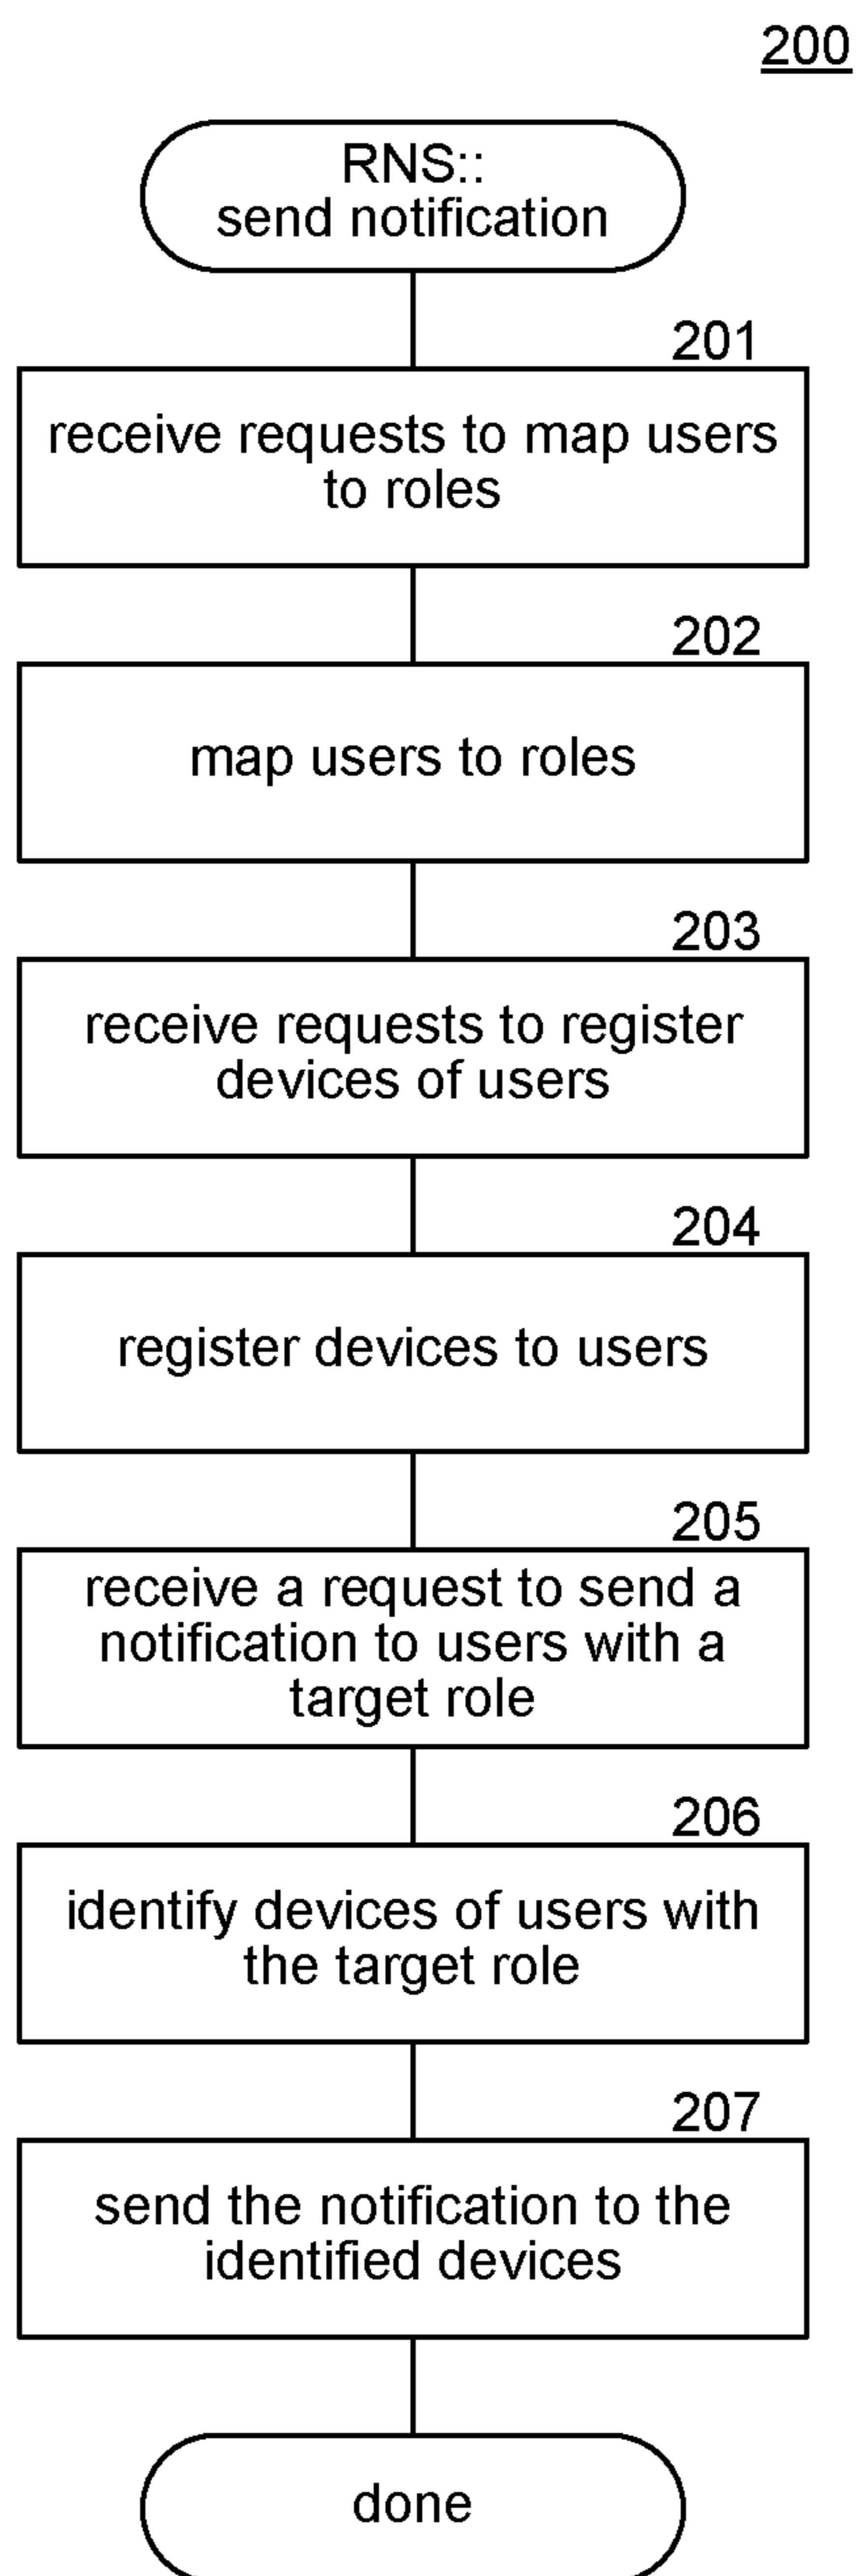 200
RNS::
send notification
201
receive requests to map users
to roles
202
map users to roles
203
receive requests to register
devices of users
204
register devices to users
205
receive a request to send a
notification to users with a
target role
206
identify devices of users with
the target role
207
send the notification to the
identified devices
done